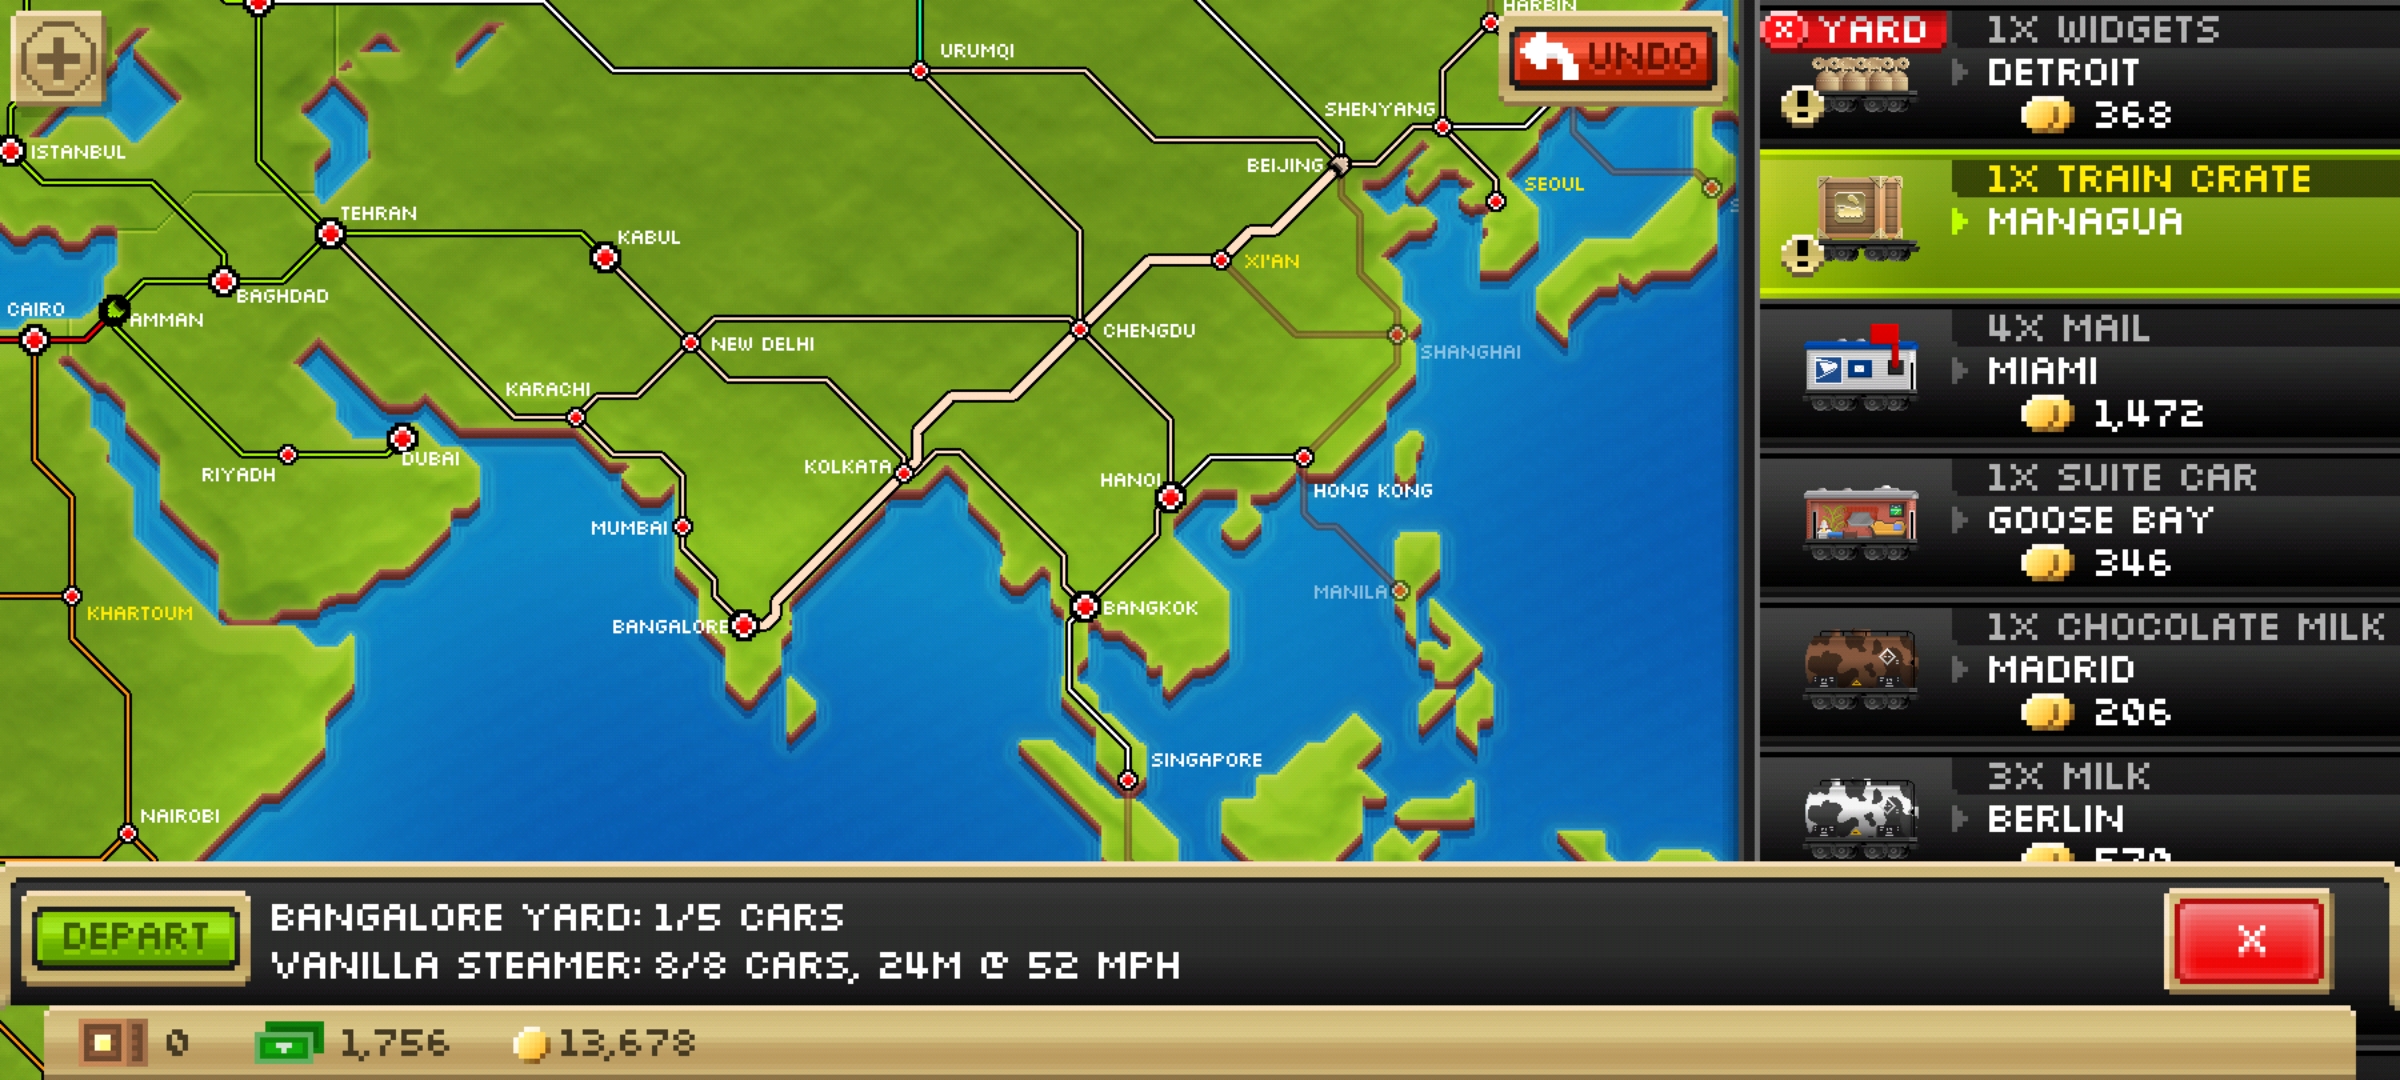 HARBIN
URUMQI
UNDO
SHENYANG
BEIJING
SEOUL
ISTANBUL
TEHRAN
KABUL
XI'AN
BAGHDAD
CAIRO
AMMAN
NEW DELHI
CHENGDU
SHANGHAI
KARACHI
RIYADH
DUBAI
KOLKATA
HANOI
HONG KONG
MUMBAI
MANILA
KHARTOUM
BANGALORE
BANGKOK
SINGAPORE
NAIROBI
YARD
1X WIDGETS
DETROIT
368
1X TRAIN CRATE
MANAGUA
4X MAIL
MIAMI
1,472
1X SUITE CAR
GOOSE BAY
346
1X CHOCOLATE MILK
MADRID
206
3X MILK
BERLIN
570
DEPART
BANGALORE YARD: 1/5 CARS
VANILLA STEAMER: 8/8 CARS, 24M @ 52 MPH
X
0
1,756
13,678